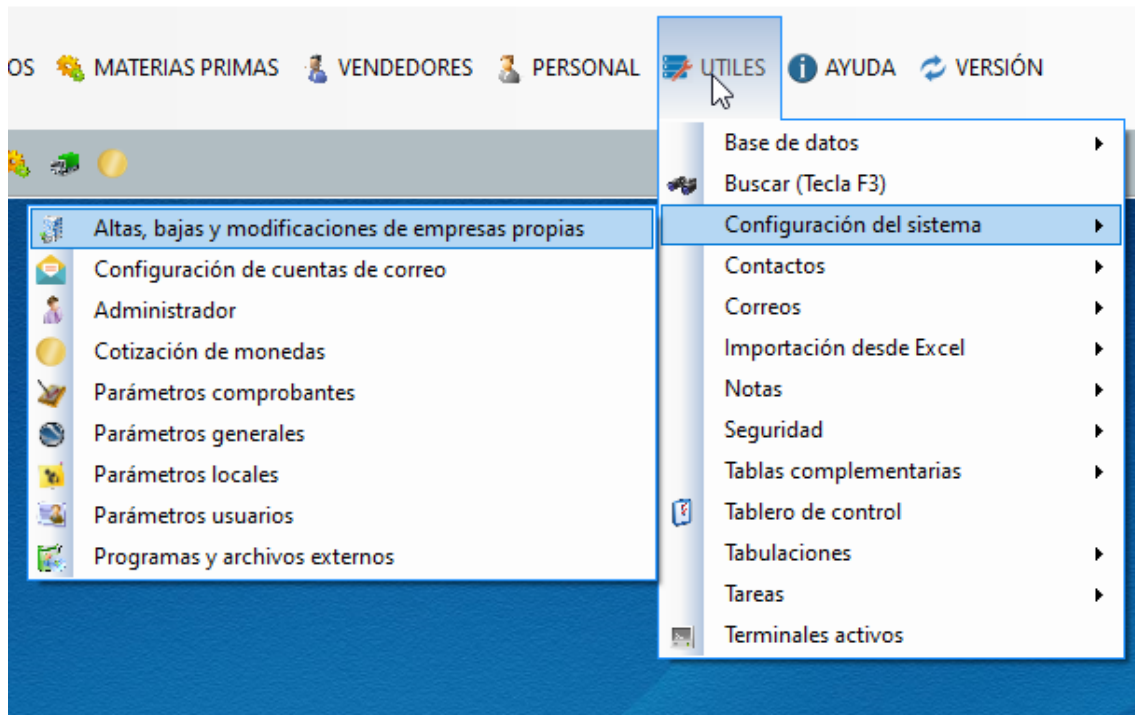 OS MATERIAS PRIMAS VENDEDORES PERSONAL UTILES AYUDA VERSIÓN
Base de datos
Buscar (Tecla F3)
Configuración del sistema
Contactos
Correos
Importación desde Excel
Notas
Seguridad
Tablas complementarias
Tablero de control
Tabulaciones
Tareas
Terminales activos
Altas, bajas y modificaciones de empresas propias
Configuración de cuentas de correo
Administrador
Cotización de monedas
Parámetros comprobantes
Parámetros generales
Parámetros locales
Parámetros usuarios
Programas y archivos externos